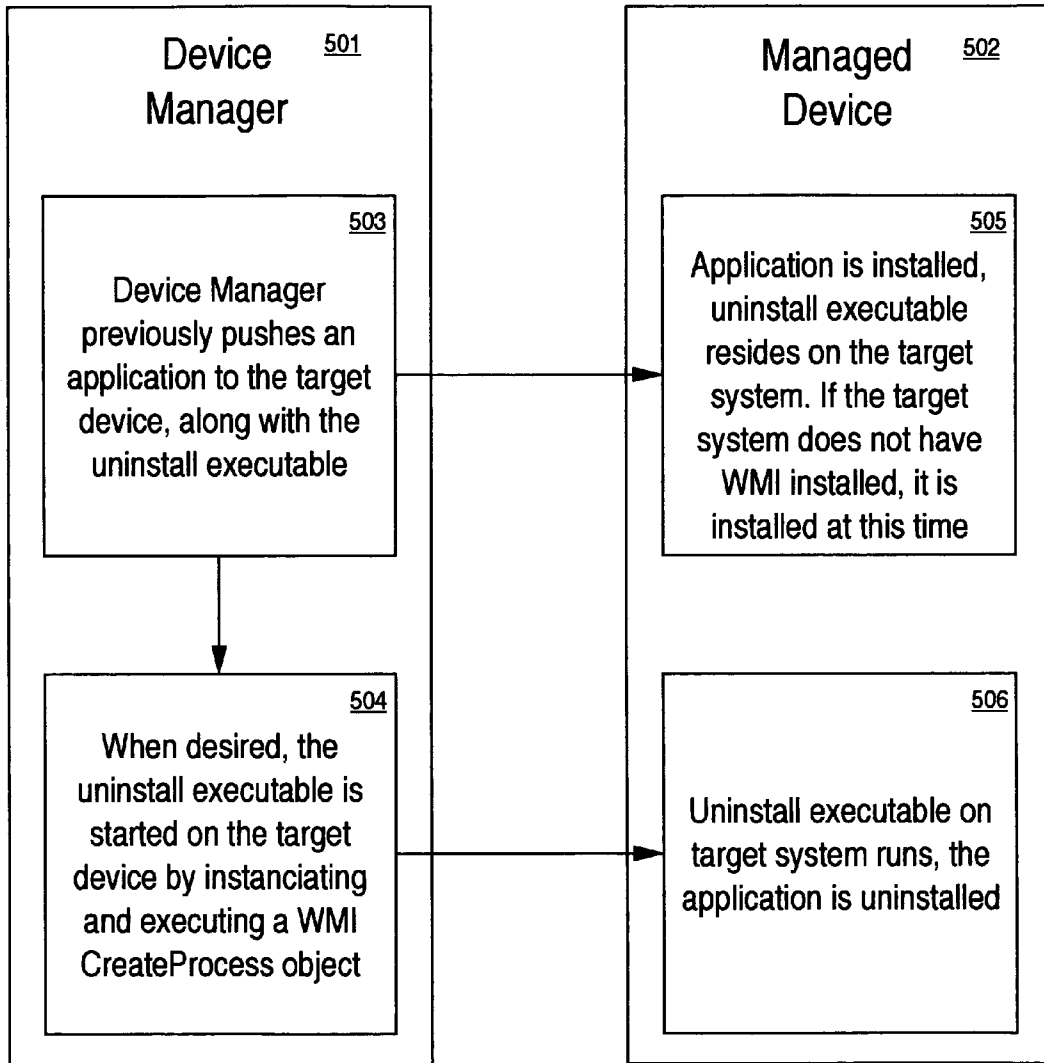 Device
Manager
501
503
Device Manager
previously pushes an
application to the target
device, along with the
uninstall executable
504
When desired, the
uninstall executable is
started on the target
device by instanciating
and executing a WMI
CreateProcess object
Managed
Device
502
505
Application is installed,
uninstall executable
resides on the target
system. If the target
system does not have
WMI installed, it is
installed at this time
506
Uninstall executable on
target system runs, the
application is uninstalled